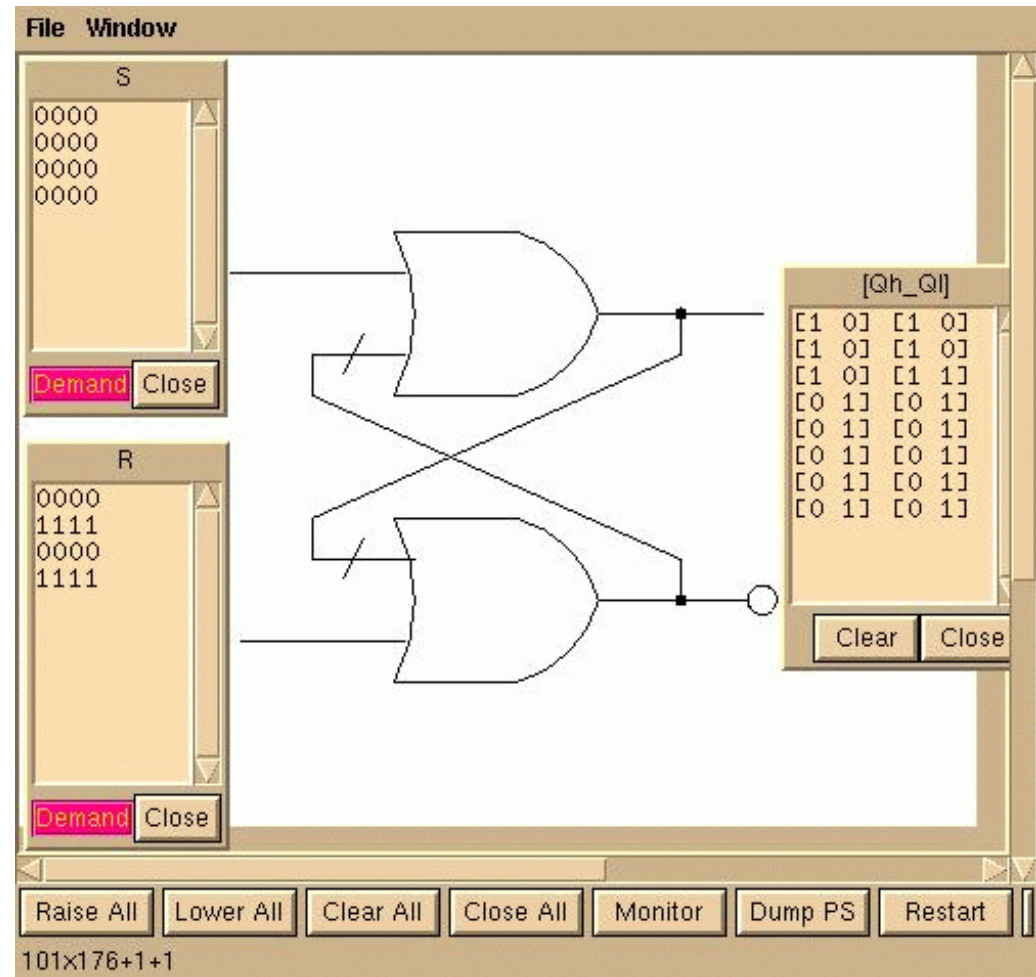 File Window
S
0000
0000
0000
0000
Demand Close
R
0000
1111
0000
1111
Demand Close
[Qh_Ql]
[1 0] [1 0]
[1 0] [1 0]
[1 0] [1 1]
[0 1] [0 1]
[0 1] [0 1]
[0 1] [0 1]
[0 1] [0 1]
[0 1] [0 1]
Clear Close
Raise All Lower All Clear All Close All Monitor Dump PS Restart
101x176+1+1